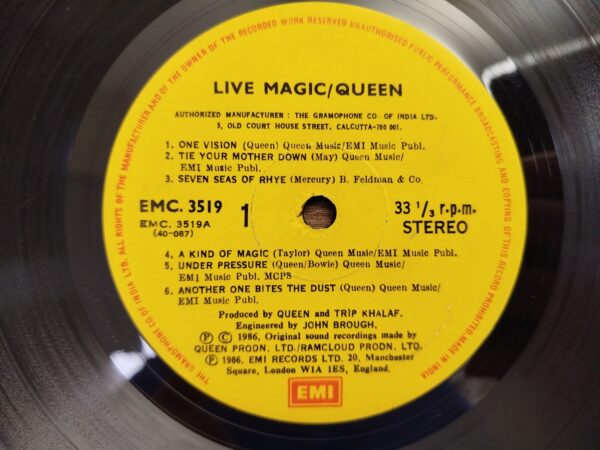 ALL RIGHTS OF THE MANUFACTURER AND OF THE OWNER OF THE RECORDED WORK RESERVED UNAUTHORISED PUBLIC PERFORMANCE BROADCASTING AND COPYING OF THIS RECORD PROHIBITED
LIVE MAGIC/QUEEN
AUTHORIZED MANUFACTURER : THE GRAMOPHONE CO. OF INDIA LTD.
5, OLD COURT HOUSE STREET, CALCUTTA-700 001.
1. ONE VISION (Queen) Queen Music/EMI Music Publ.
2. TIE YOUR MOTHER DOWN (May) Queen Music/
EMI Music Publ.
3. SEVEN SEAS OF RHYE (Mercury) B. Feldman & Co.
EMC. 3519 1 33 1/3 r.p.m.
EMC. 3519A STEREO
(40-087)
4. A KIND OF MAGIC (Taylor) Queen Music/EMI Music Publ.
5. UNDER PRESSURE (Queen/Bowie) Queen Music/
EMI Music Publ. MCPS
6. ANOTHER ONE BITES THE DUST (Queen) Queen Music/
EMI Music Publ.
Produced by QUEEN and TRIP KHALAF,
Engineered by JOHN BROUGH,
Ⓟ © 1986, Original sound recordings made by
QUEEN PRODN. LTD./RAMCLOUD PRODN. LTD.
Ⓟ 1986, EMI RECORDS LTD. 20, Manchester
Square, London W1A 1ES, England.
EMI
THE GRAMOPHONE CO OF INDIA LTD.
MADE IN INDIA